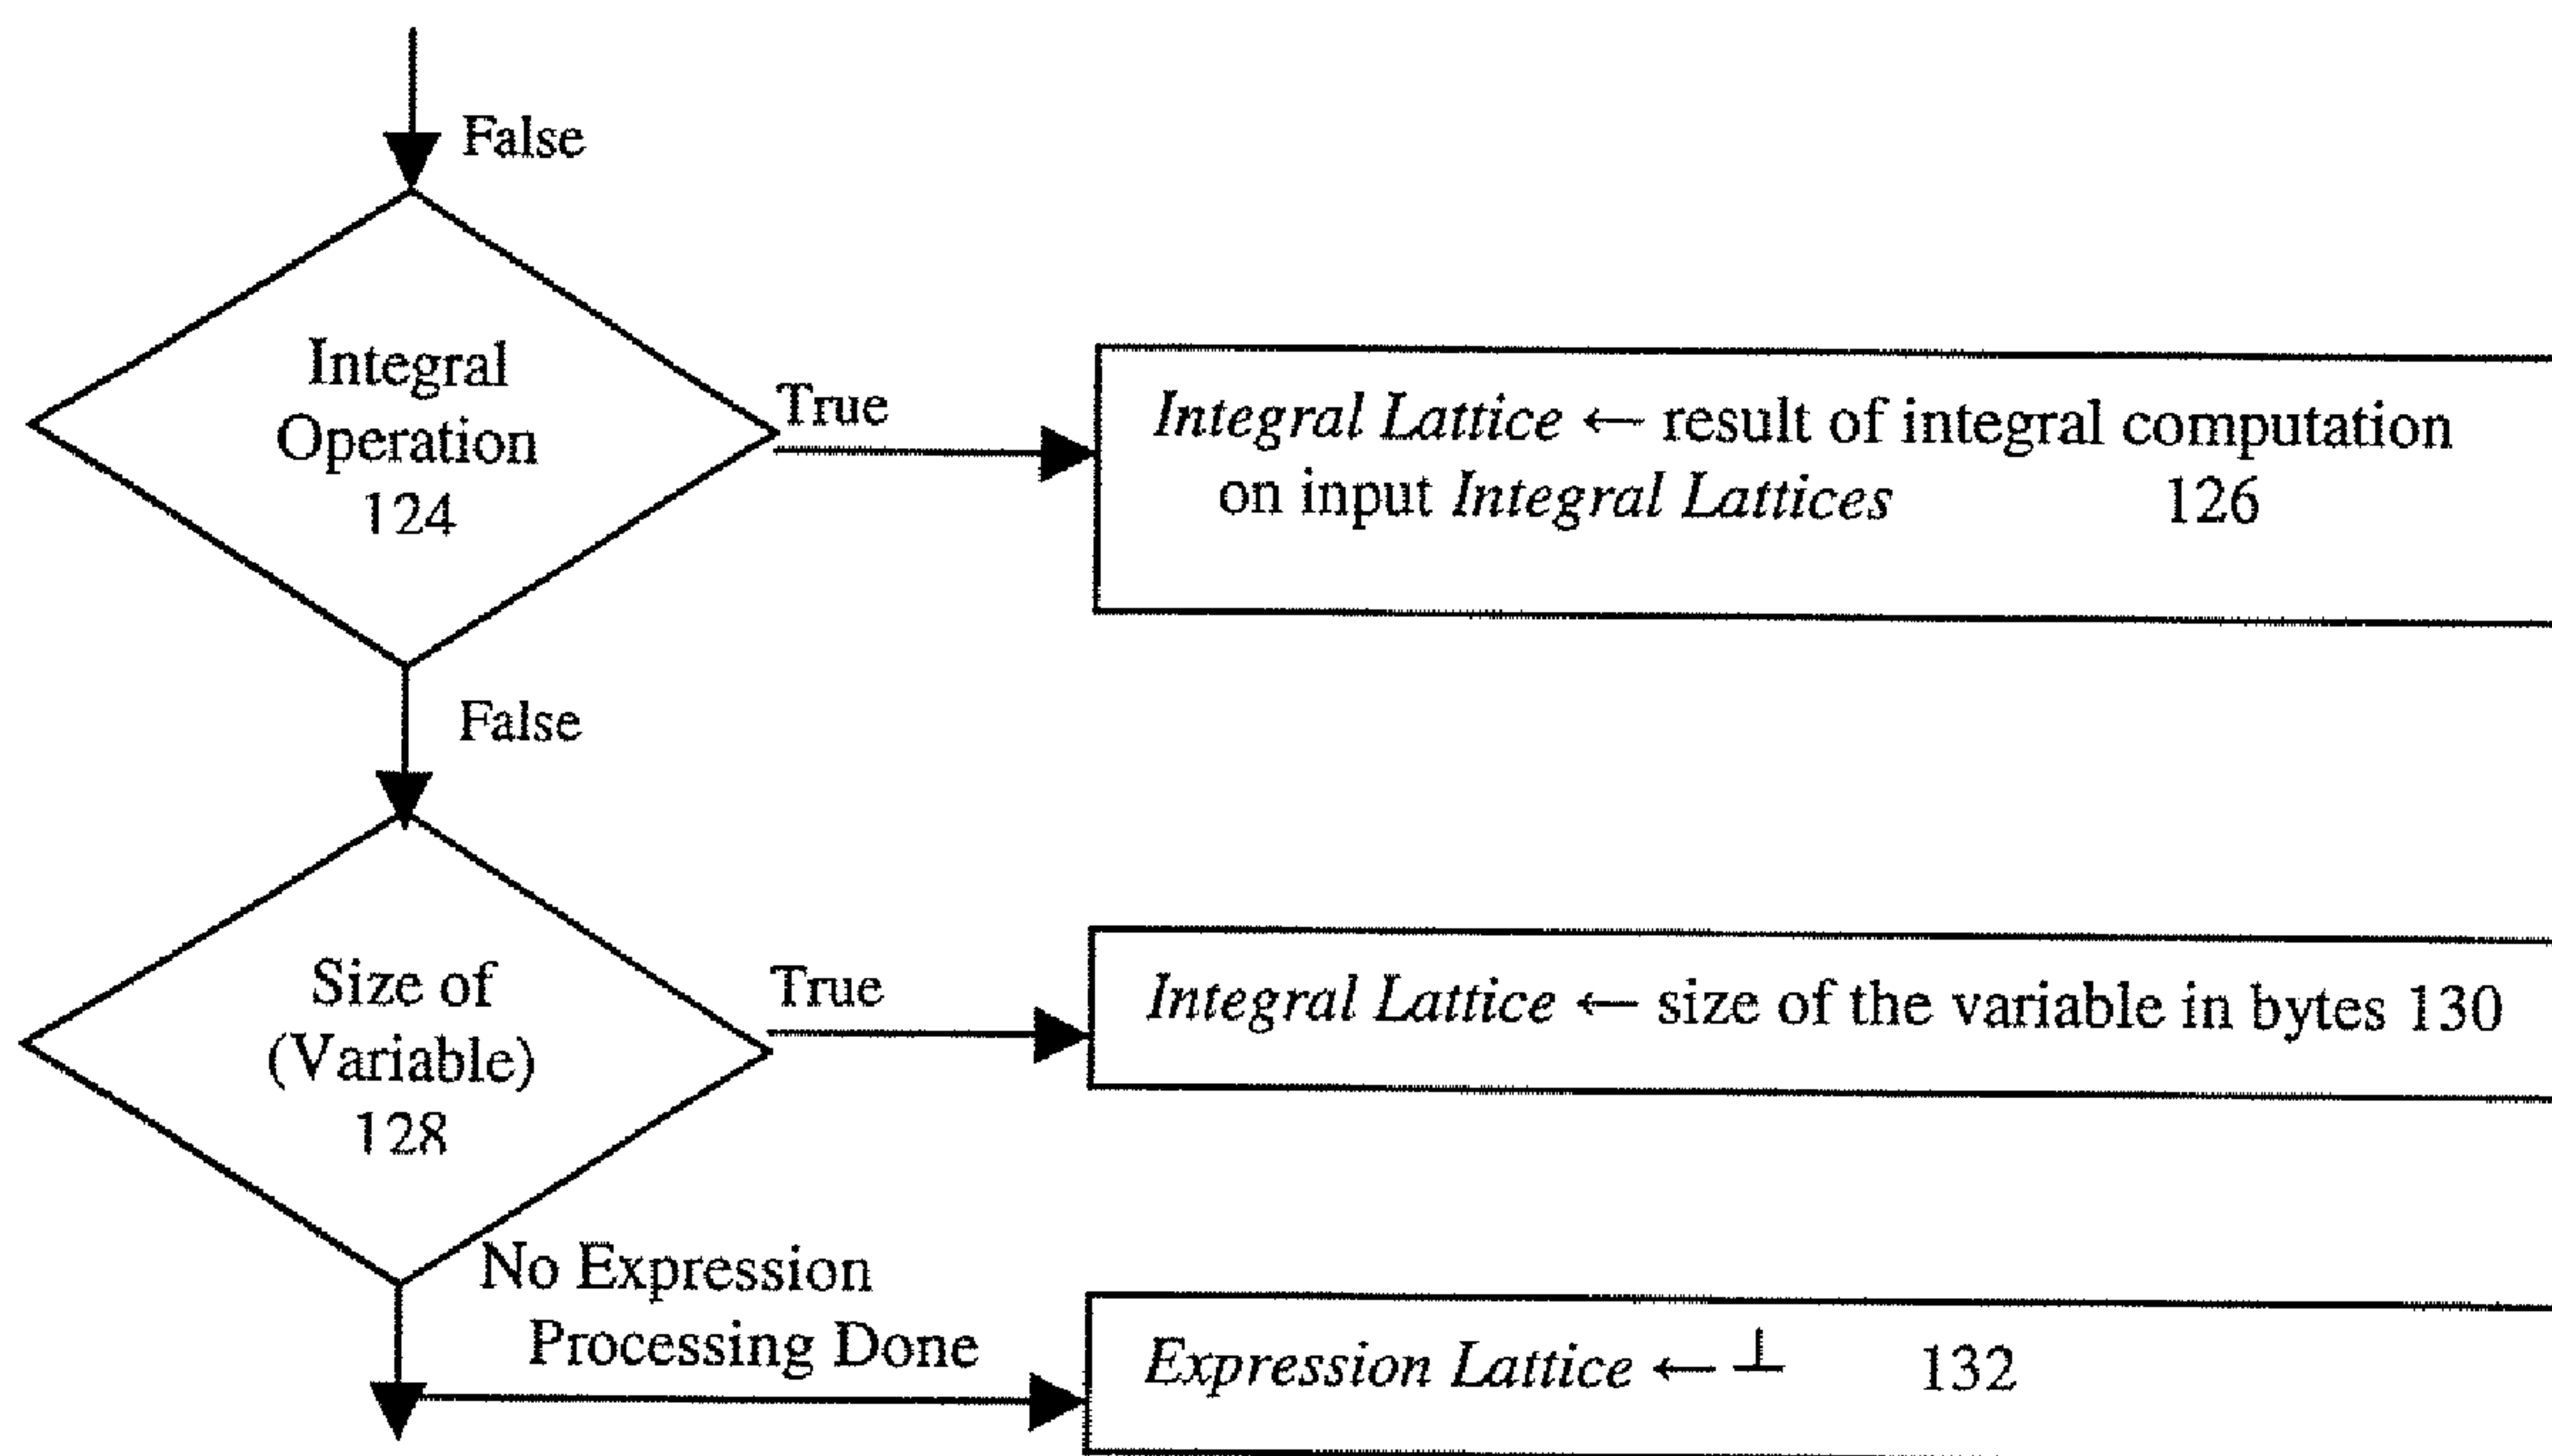 False
Integral
Operation
124
True
Integral Lattice ← result of integral computation
on input Integral Lattices 126
False
Size of
(Variable)
128
True
Integral Lattice ← size of the variable in bytes 130
No Expression
Processing Done
Expression Lattice ← ⊥ 132